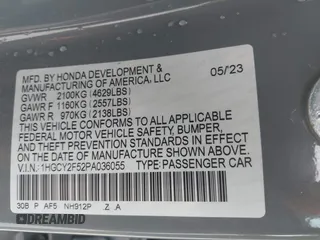 MFD. BY HONDA DEVELOPMENT &
MANUFACTURING OF AMERICA, LLC
05/23
GVWR 2100KG (4629LBS)
GAWR F 1160KG (2557LBS)
GAWR R 970KG (2138LBS)
THIS VEHICLE CONFORMS TO ALL APPLICABLE
FEDERAL MOTOR VEHICLE SAFETY, BUMPER,
AND THEFT PREVENTION STANDARDS IN EFFECT
ON THE DATE OF MANUFACTURE SHOWN ABOVE.
V.I.N.: 1HGCY2F52PA036055 TYPE: PASSENGER CAR
30B P AF5 NH912P Z A
DREAMBID